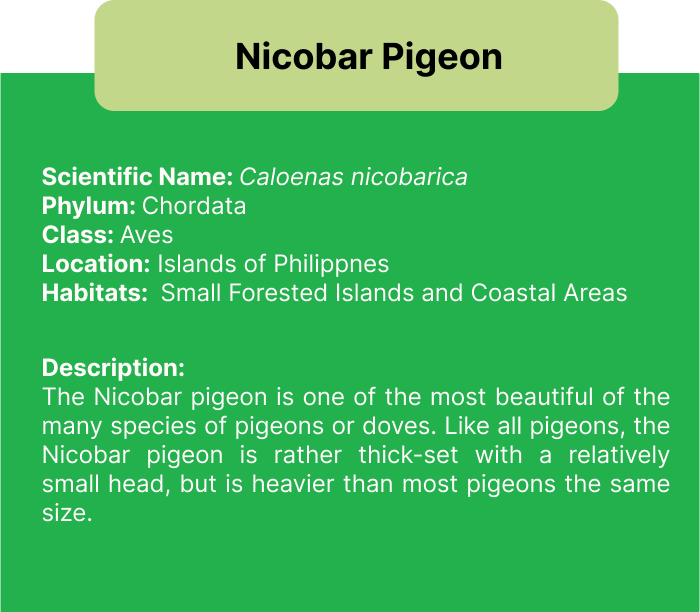 Nicobar Pigeon
Scientific Name: Caloenas nicobarica
Phylum: Chordata
Class: Aves
Location: Islands of Philippnes
Habitats:  Small Forested Islands and Coastal Areas
Description:
The Nicobar pigeon is one of the most beautiful of the
many species of pigeons or doves. Like all pigeons, the
Nicobar pigeon is rather thick-set with a relatively
small head, but is heavier than most pigeons the same
size.